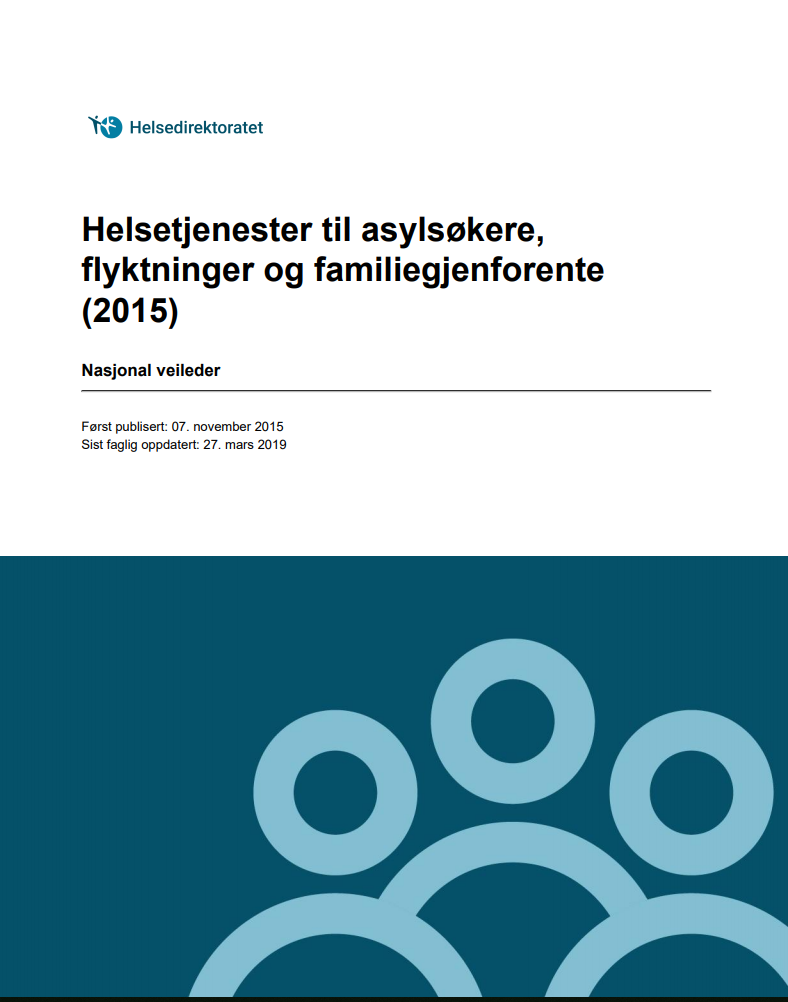 Helsedirektoratet
Helsetjenester til asylsøkere,
flyktninger og familiegjenforente
(2015)
Nasjonal veileder
Først publisert: 07. november 2015
Sist faglig oppdatert: 27. mars 2019